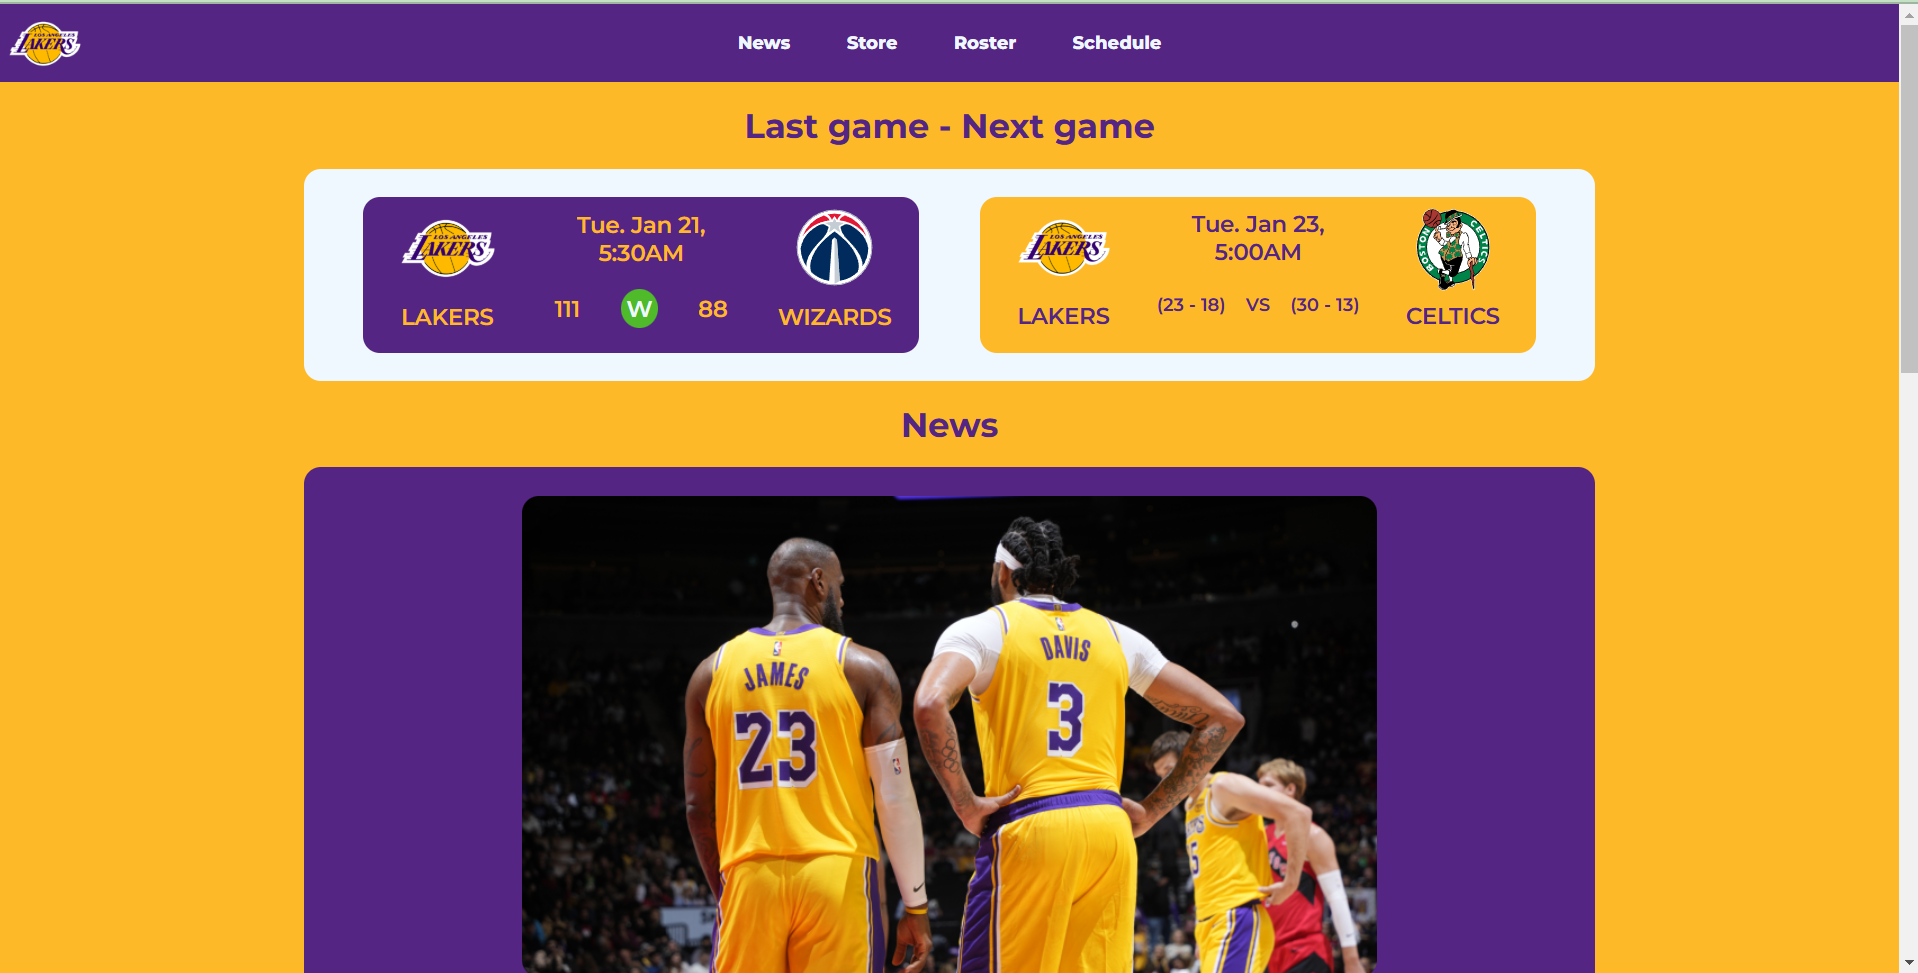 LOS ANGELES
LAKERS
News Store Roster Schedule
Last game - Next game
LOS ANGELES
LAKERS
LAKERS
Tue. Jan 21,
5:30AM
111 W 88
WIZARDS
LOS ANGELES
LAKERS
LAKERS
Tue. Jan 23,
5:00AM
(23 - 18) VS (30 - 13)
BOSTON CELTICS
CELTICS
News
JAMES
23
DAVIS
3